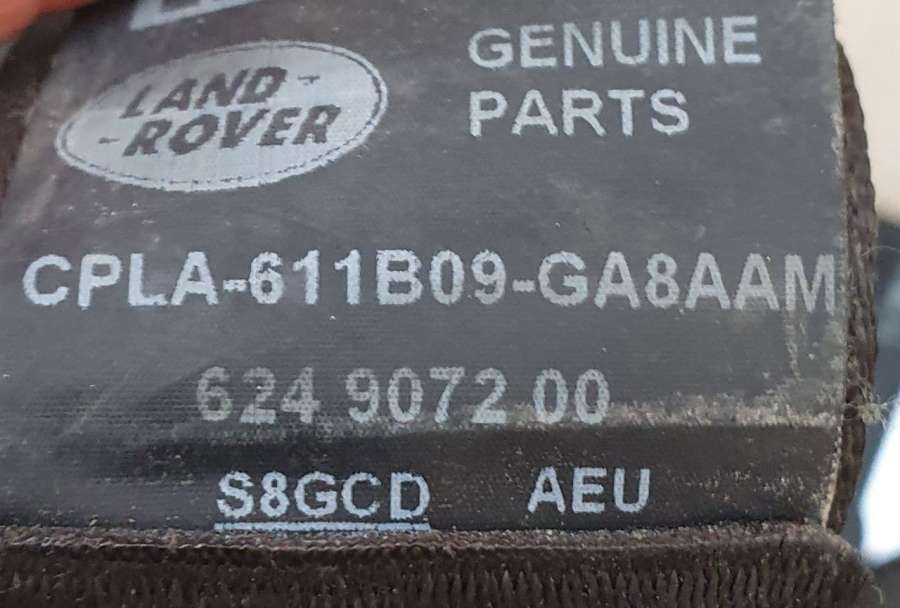 LAND-
-ROVER
GENUINE
PARTS
CPLA-611B09-GA8AAM
624 9072 00
S8GCD AEU